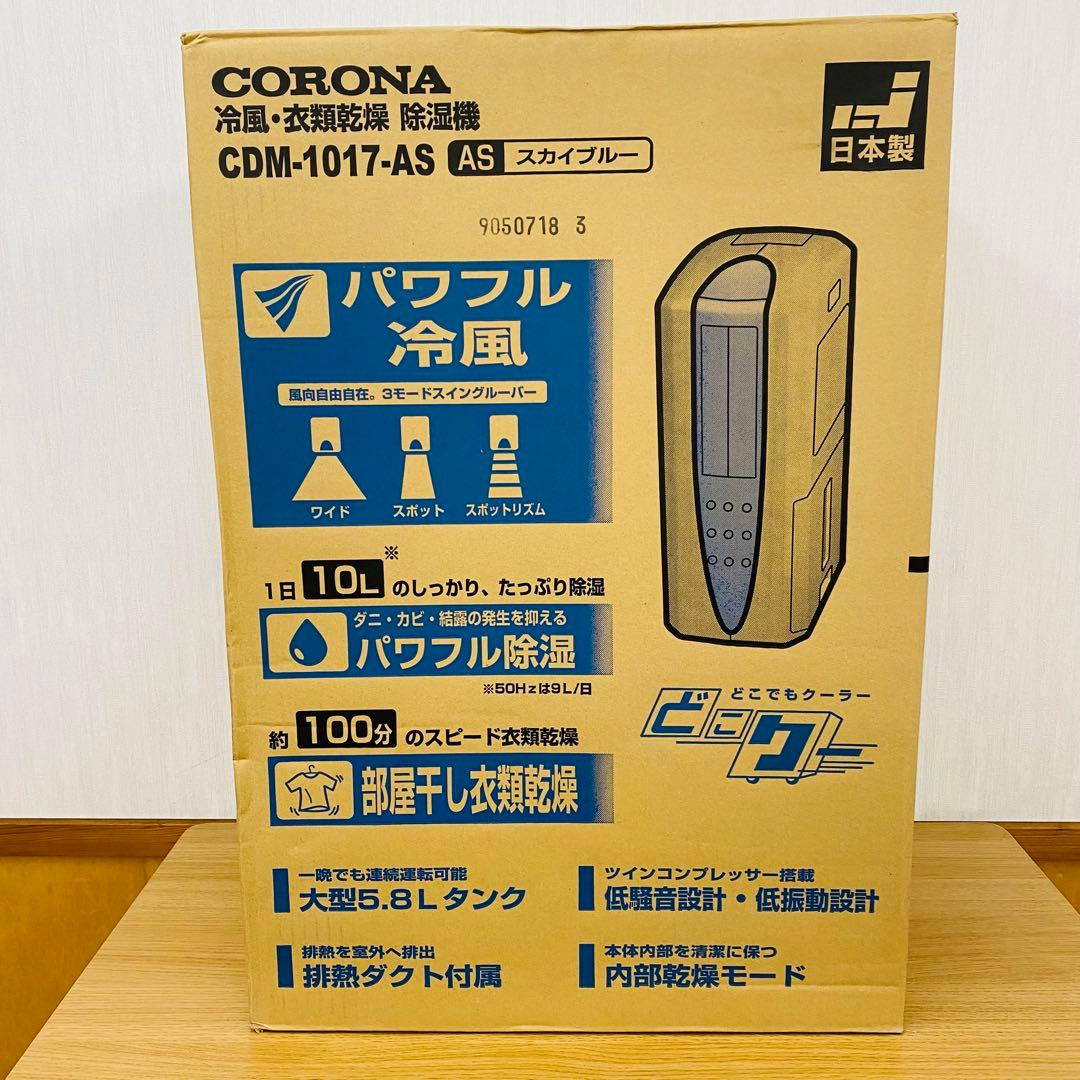 CORONA
冷風・衣類乾燥 除湿機
CDM-1017-AS AS スカイブルー
日本製
9050718 3
パワフル
冷風
風向自由自在。3モードスイングルーバー
ワイド スポット スポットリズム
1日 10L※ のしっかり、たっぷり除湿
ダニ・カビ・結露の発生を抑える
パワフル除湿
※50Hzは9L/日
どこでもクーラー
どこクー
約 100分 のスピード衣類乾燥
部屋干し衣類乾燥
一晩でも連続運転可能
大型5.8Lタンク
ツインコンプレッサー搭載
低騒音設計・低振動設計
排熱を室外へ排出
排熱ダクト付属
本体内部を清潔に保つ
内部乾燥モード